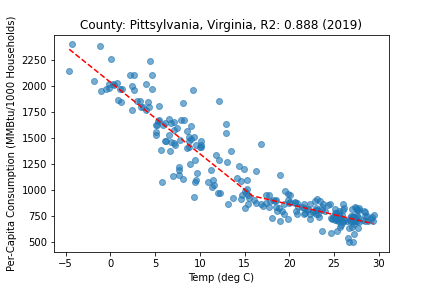 County: Pittsylvania, Virginia, R2: 0.888 (2019)
Per-Capita Consumption (MMBtu/1000 Households)
2250
2000
1750
1500
1250
1000
750
500
−5 0 5 10 15 20 25 30
Temp (deg C)